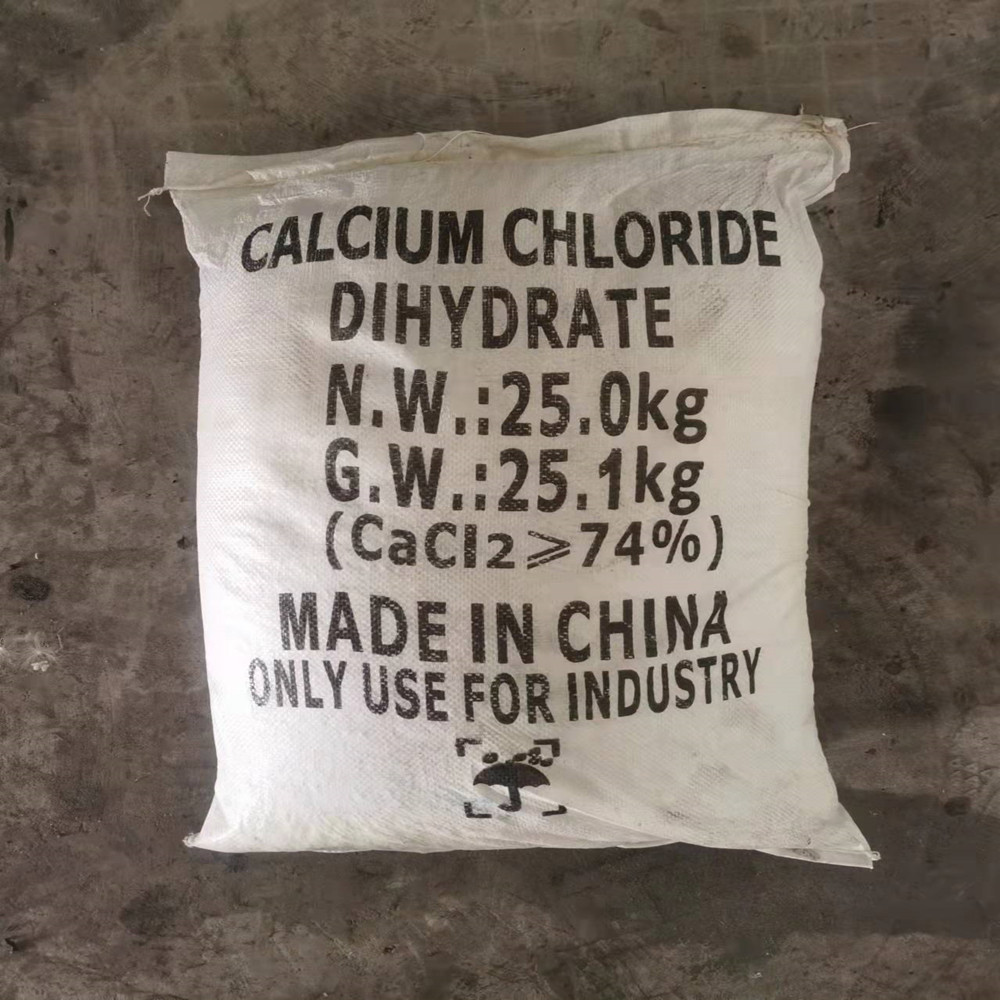 CALCIUM CHLORIDE
DIHYDRATE
N.W.:25.0kg
G.W.:25.1kg
(CaCl2⩾74%)
MADE IN CHINA
ONLY USE FOR INDUSTRY